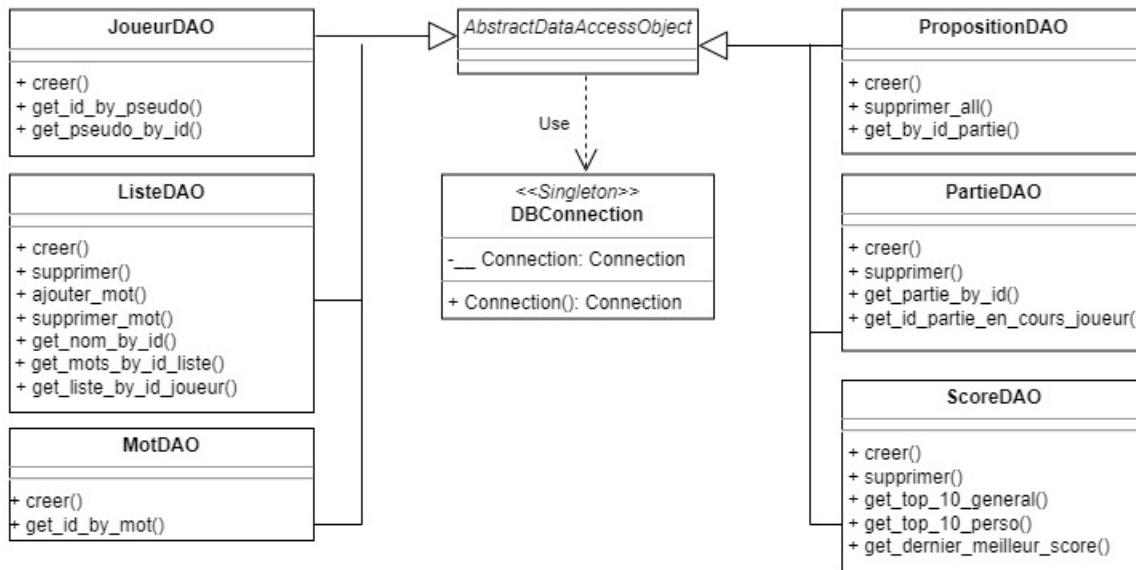 JoueurDAO
+ creer()
+ get_id_by_pseudo()
+ get_pseudo_by_id()
ListeDAO
+ creer()
+ supprimer()
+ ajouter_mot()
+ supprimer_mot()
+ get_nom_by_id()
+ get_mots_by_id_liste()
+ get_liste_by_id_joueur()
MotDAO
+ creer()
+ get_id_by_mot()
AbstractDataAccessObject
Use
<<Singleton>>
DBConnection
-__ Connection: Connection
+ Connection(): Connection
PropositionDAO
+ creer()
+ supprimer_all()
+ get_by_id_partie()
PartieDAO
+ creer()
+ supprimer()
+ get_partie_by_id()
+ get_id_partie_en_cours_joueur()
ScoreDAO
+ creer()
+ supprimer()
+ get_top_10_general()
+ get_top_10_perso()
+ get_dernier_meilleur_score()